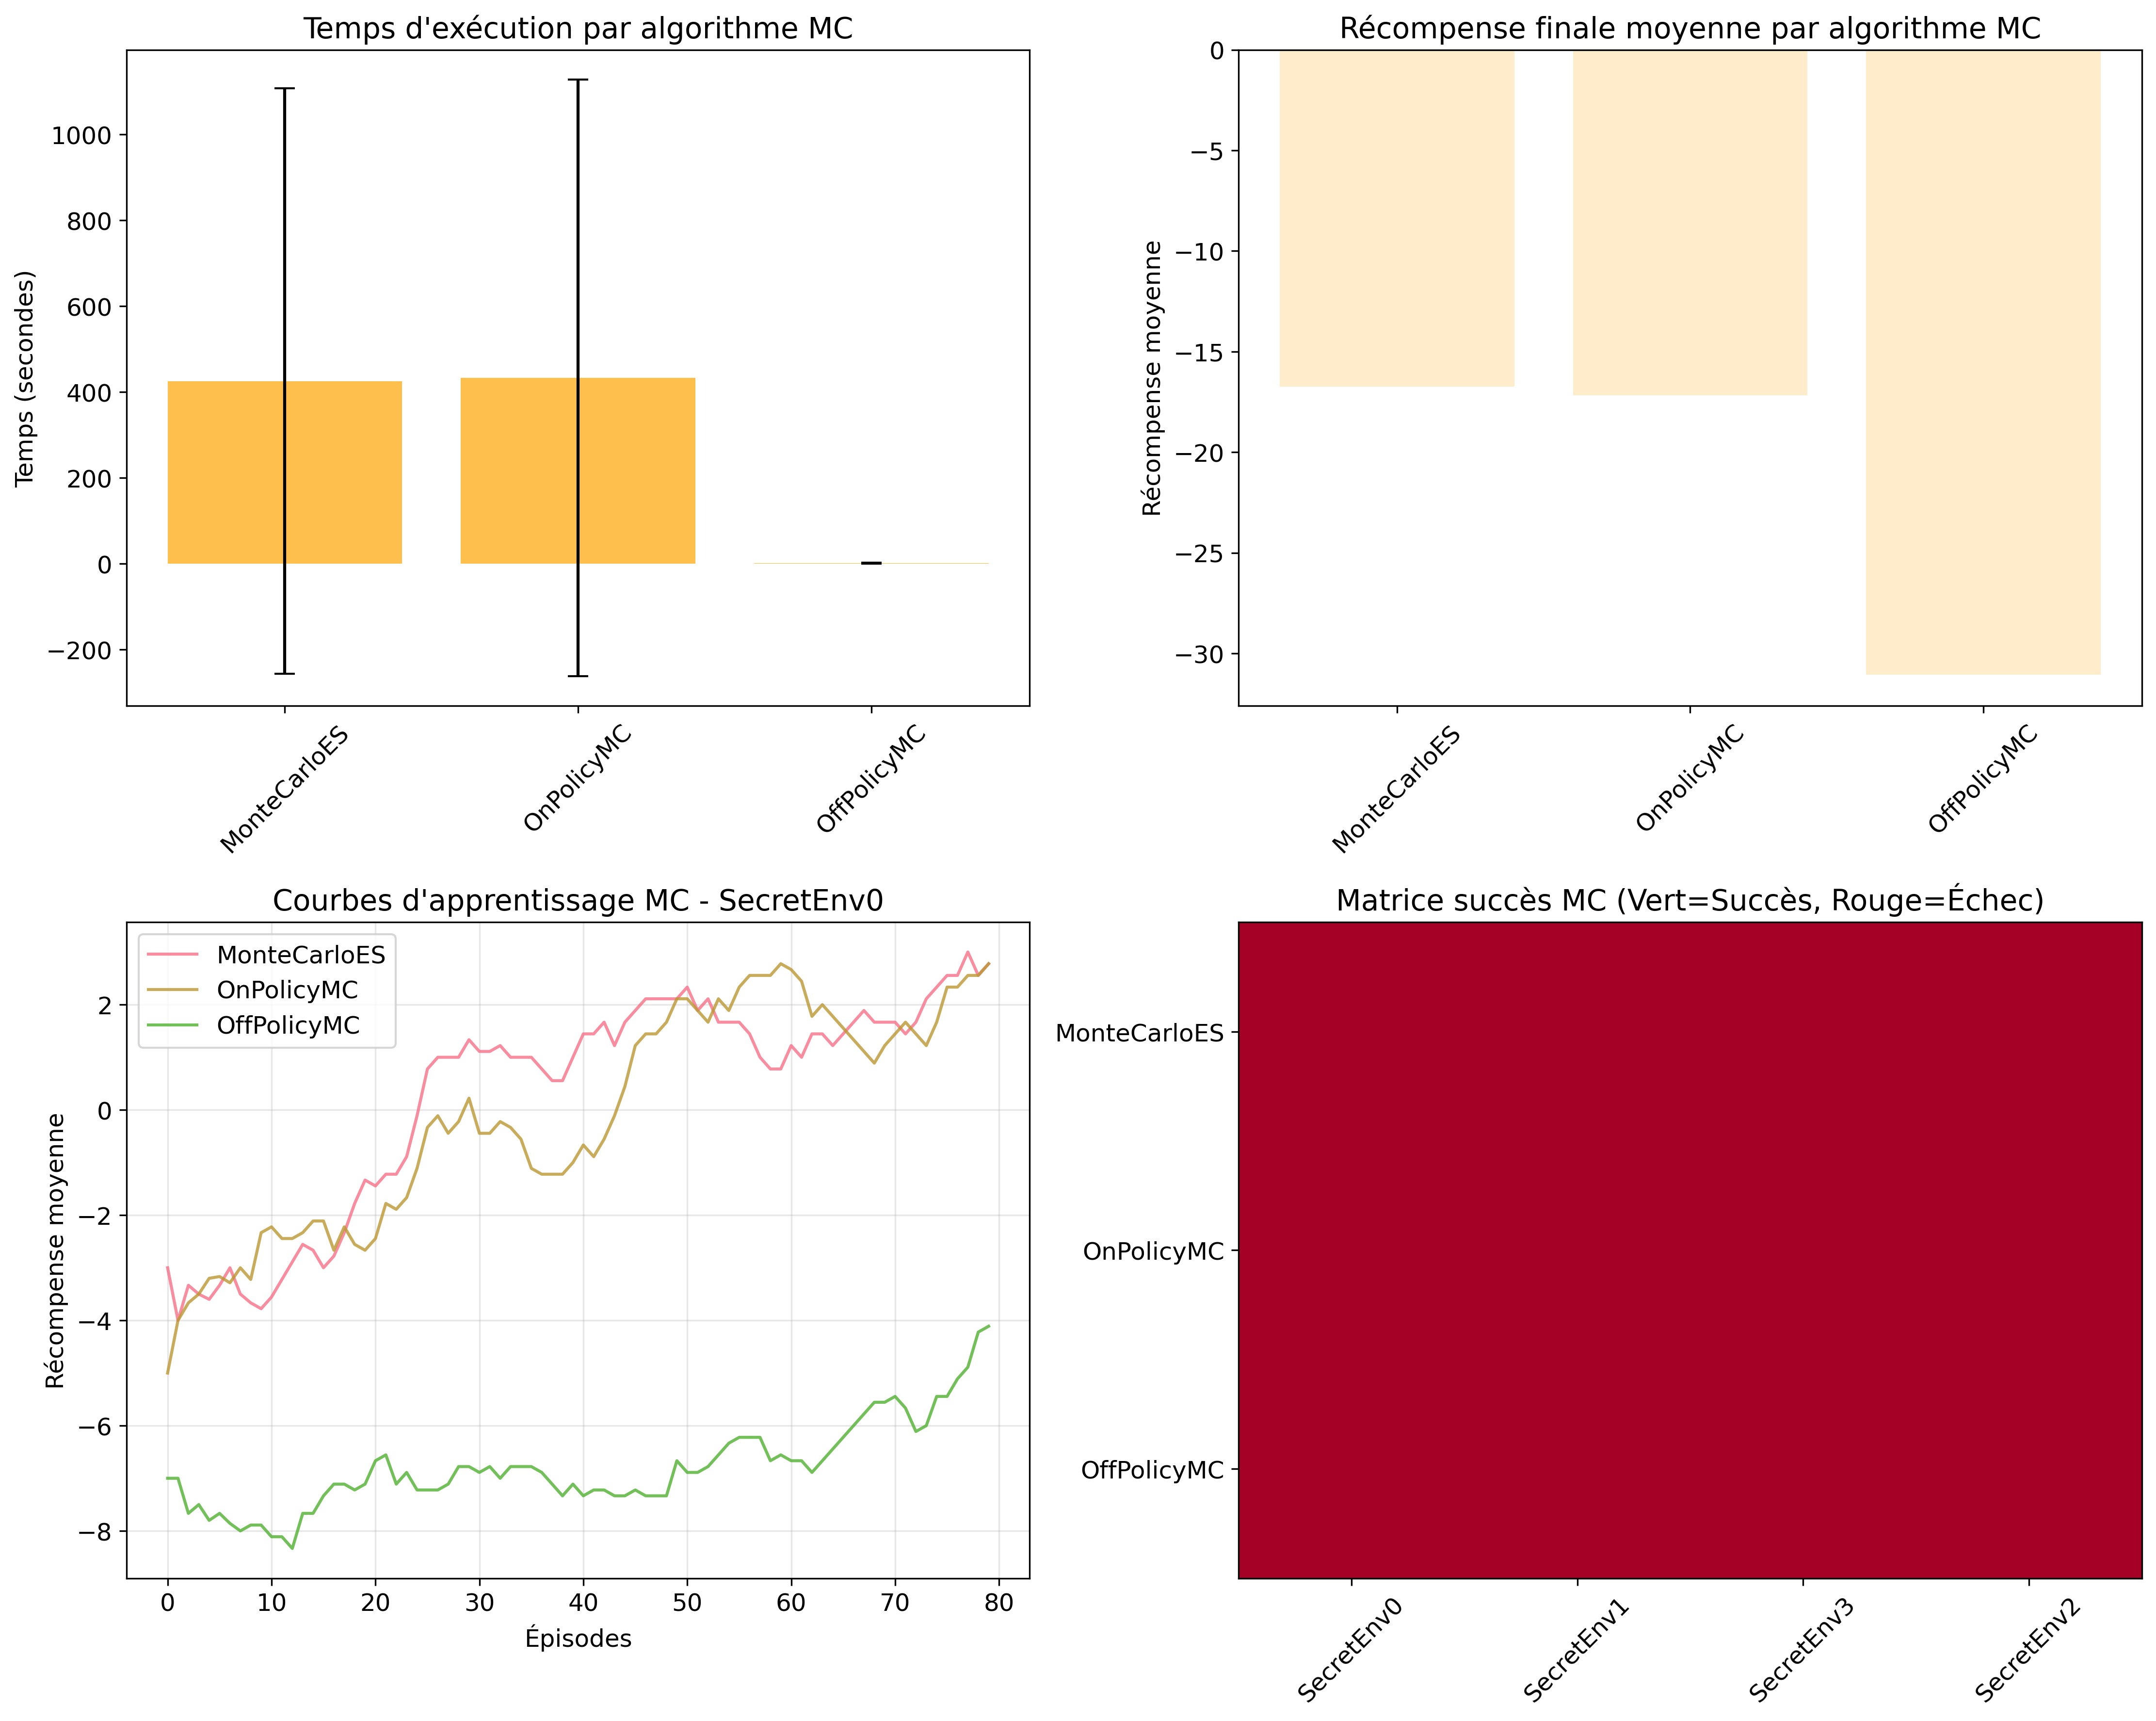 Temps d'exécution par algorithme MC
Temps (secondes)
1000
800
600
400
200
0
−200
MonteCarloES
OnPolicyMC
OffPolicyMC
Récompense finale moyenne par algorithme MC
Récompense moyenne
0
−5
−10
−15
−20
−25
−30
MonteCarloES
OnPolicyMC
OffPolicyMC
Courbes d'apprentissage MC - SecretEnv0
MonteCarloES
OnPolicyMC
OffPolicyMC
Récompense moyenne
2
0
−2
−4
−6
−8
0 10 20 30 40 50 60 70 80
Épisodes
Matrice succès MC (Vert=Succès, Rouge=Échec)
MonteCarloES
OnPolicyMC
OffPolicyMC
SecretEnv0
SecretEnv1
SecretEnv3
SecretEnv2